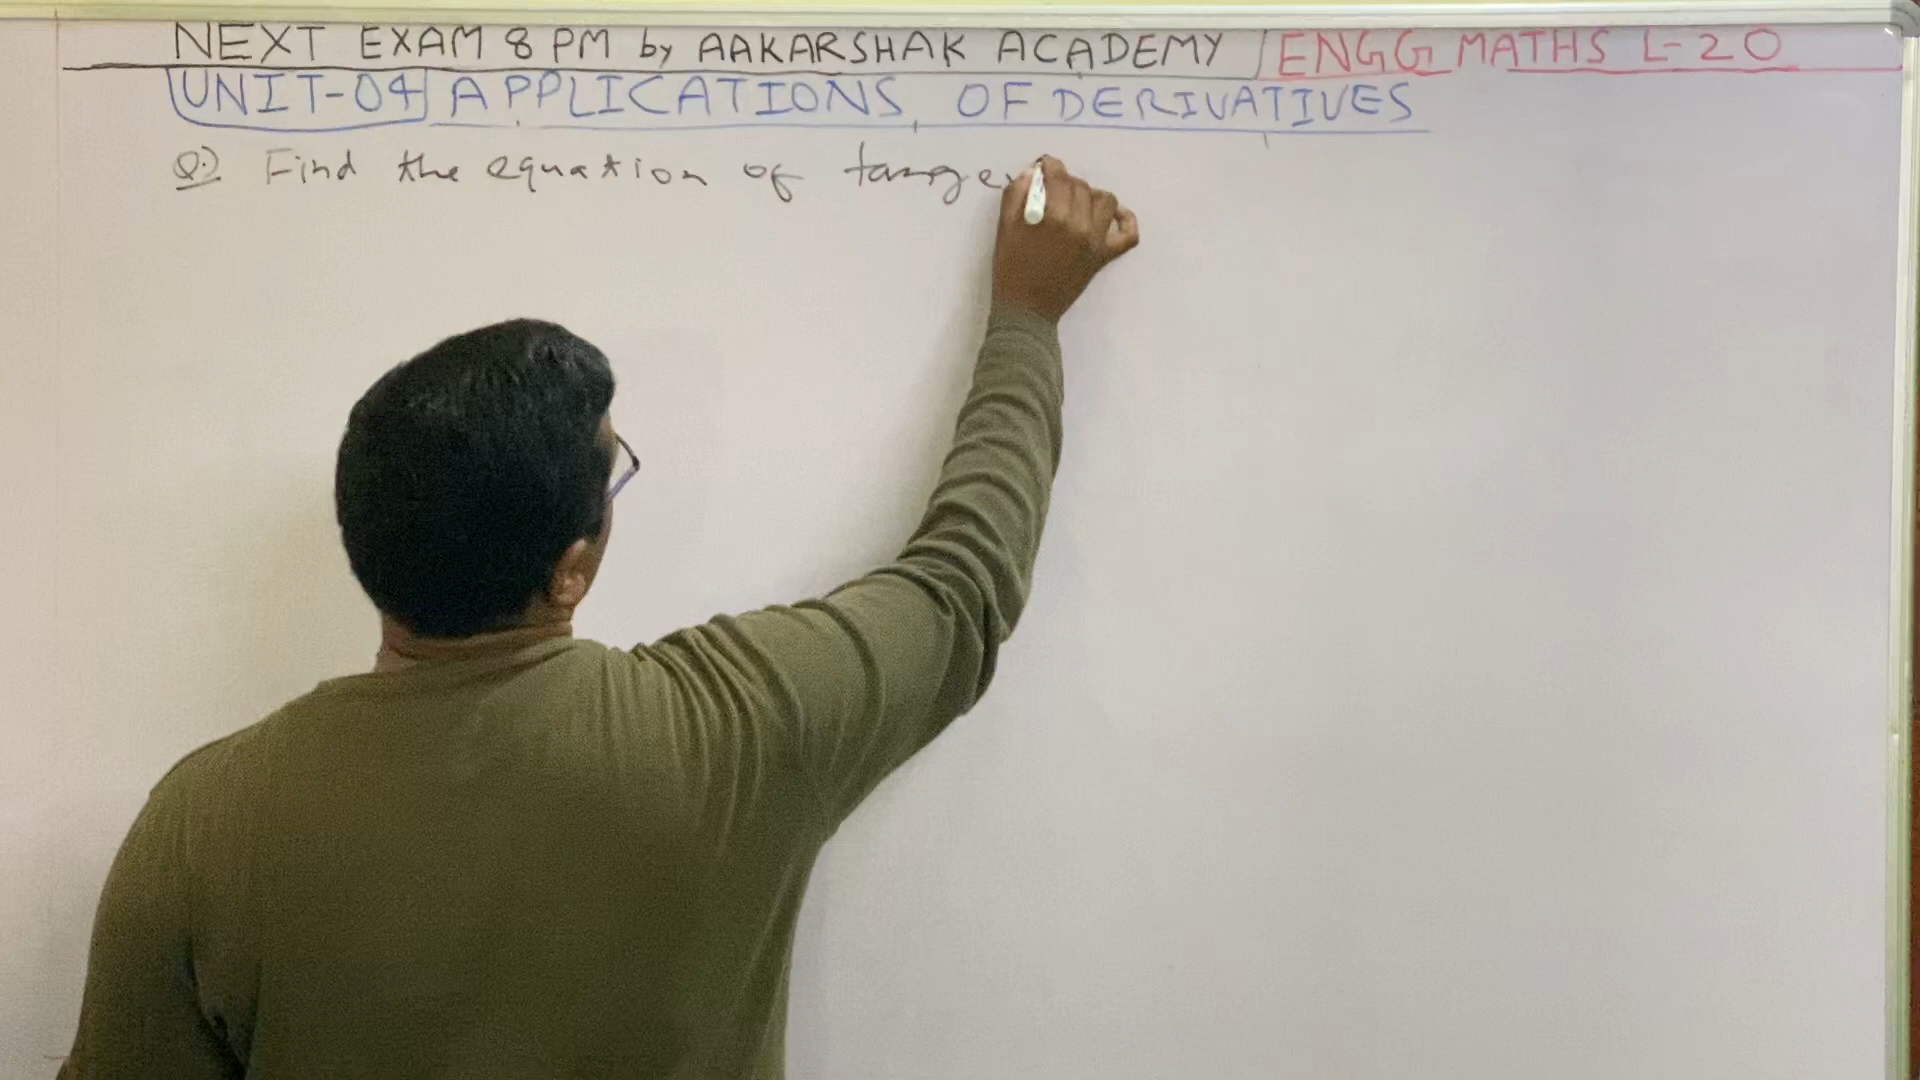 NEXT EXAM 8 PM by AAKARSHAK ACADEMY ENGG MATHS L-20
UNIT-04 APPLICATIONS OF DERIVATIVES
Q.) Find the equation of tange